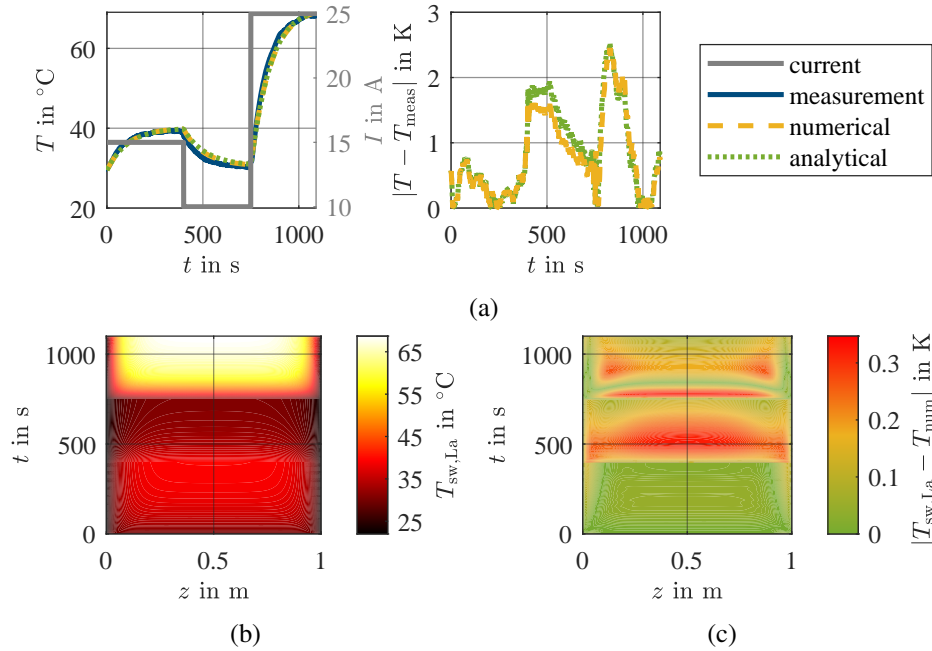 60
40
20
T in °C
0
500
1000
t in s
25
20
15
10
I in A
3
2
1
0
|T − T_meas| in K
0
500
1000
t in s
current
measurement
numerical
analytical
(a)
1000
500
0
t in s
0
0.5
1
z in m
65
55
45
35
25
T_sw,La in °C
(b)
1000
500
0
t in s
0
0.5
1
z in m
0.3
0.2
0.1
0
|T_sw,La − T_num| in K
(c)